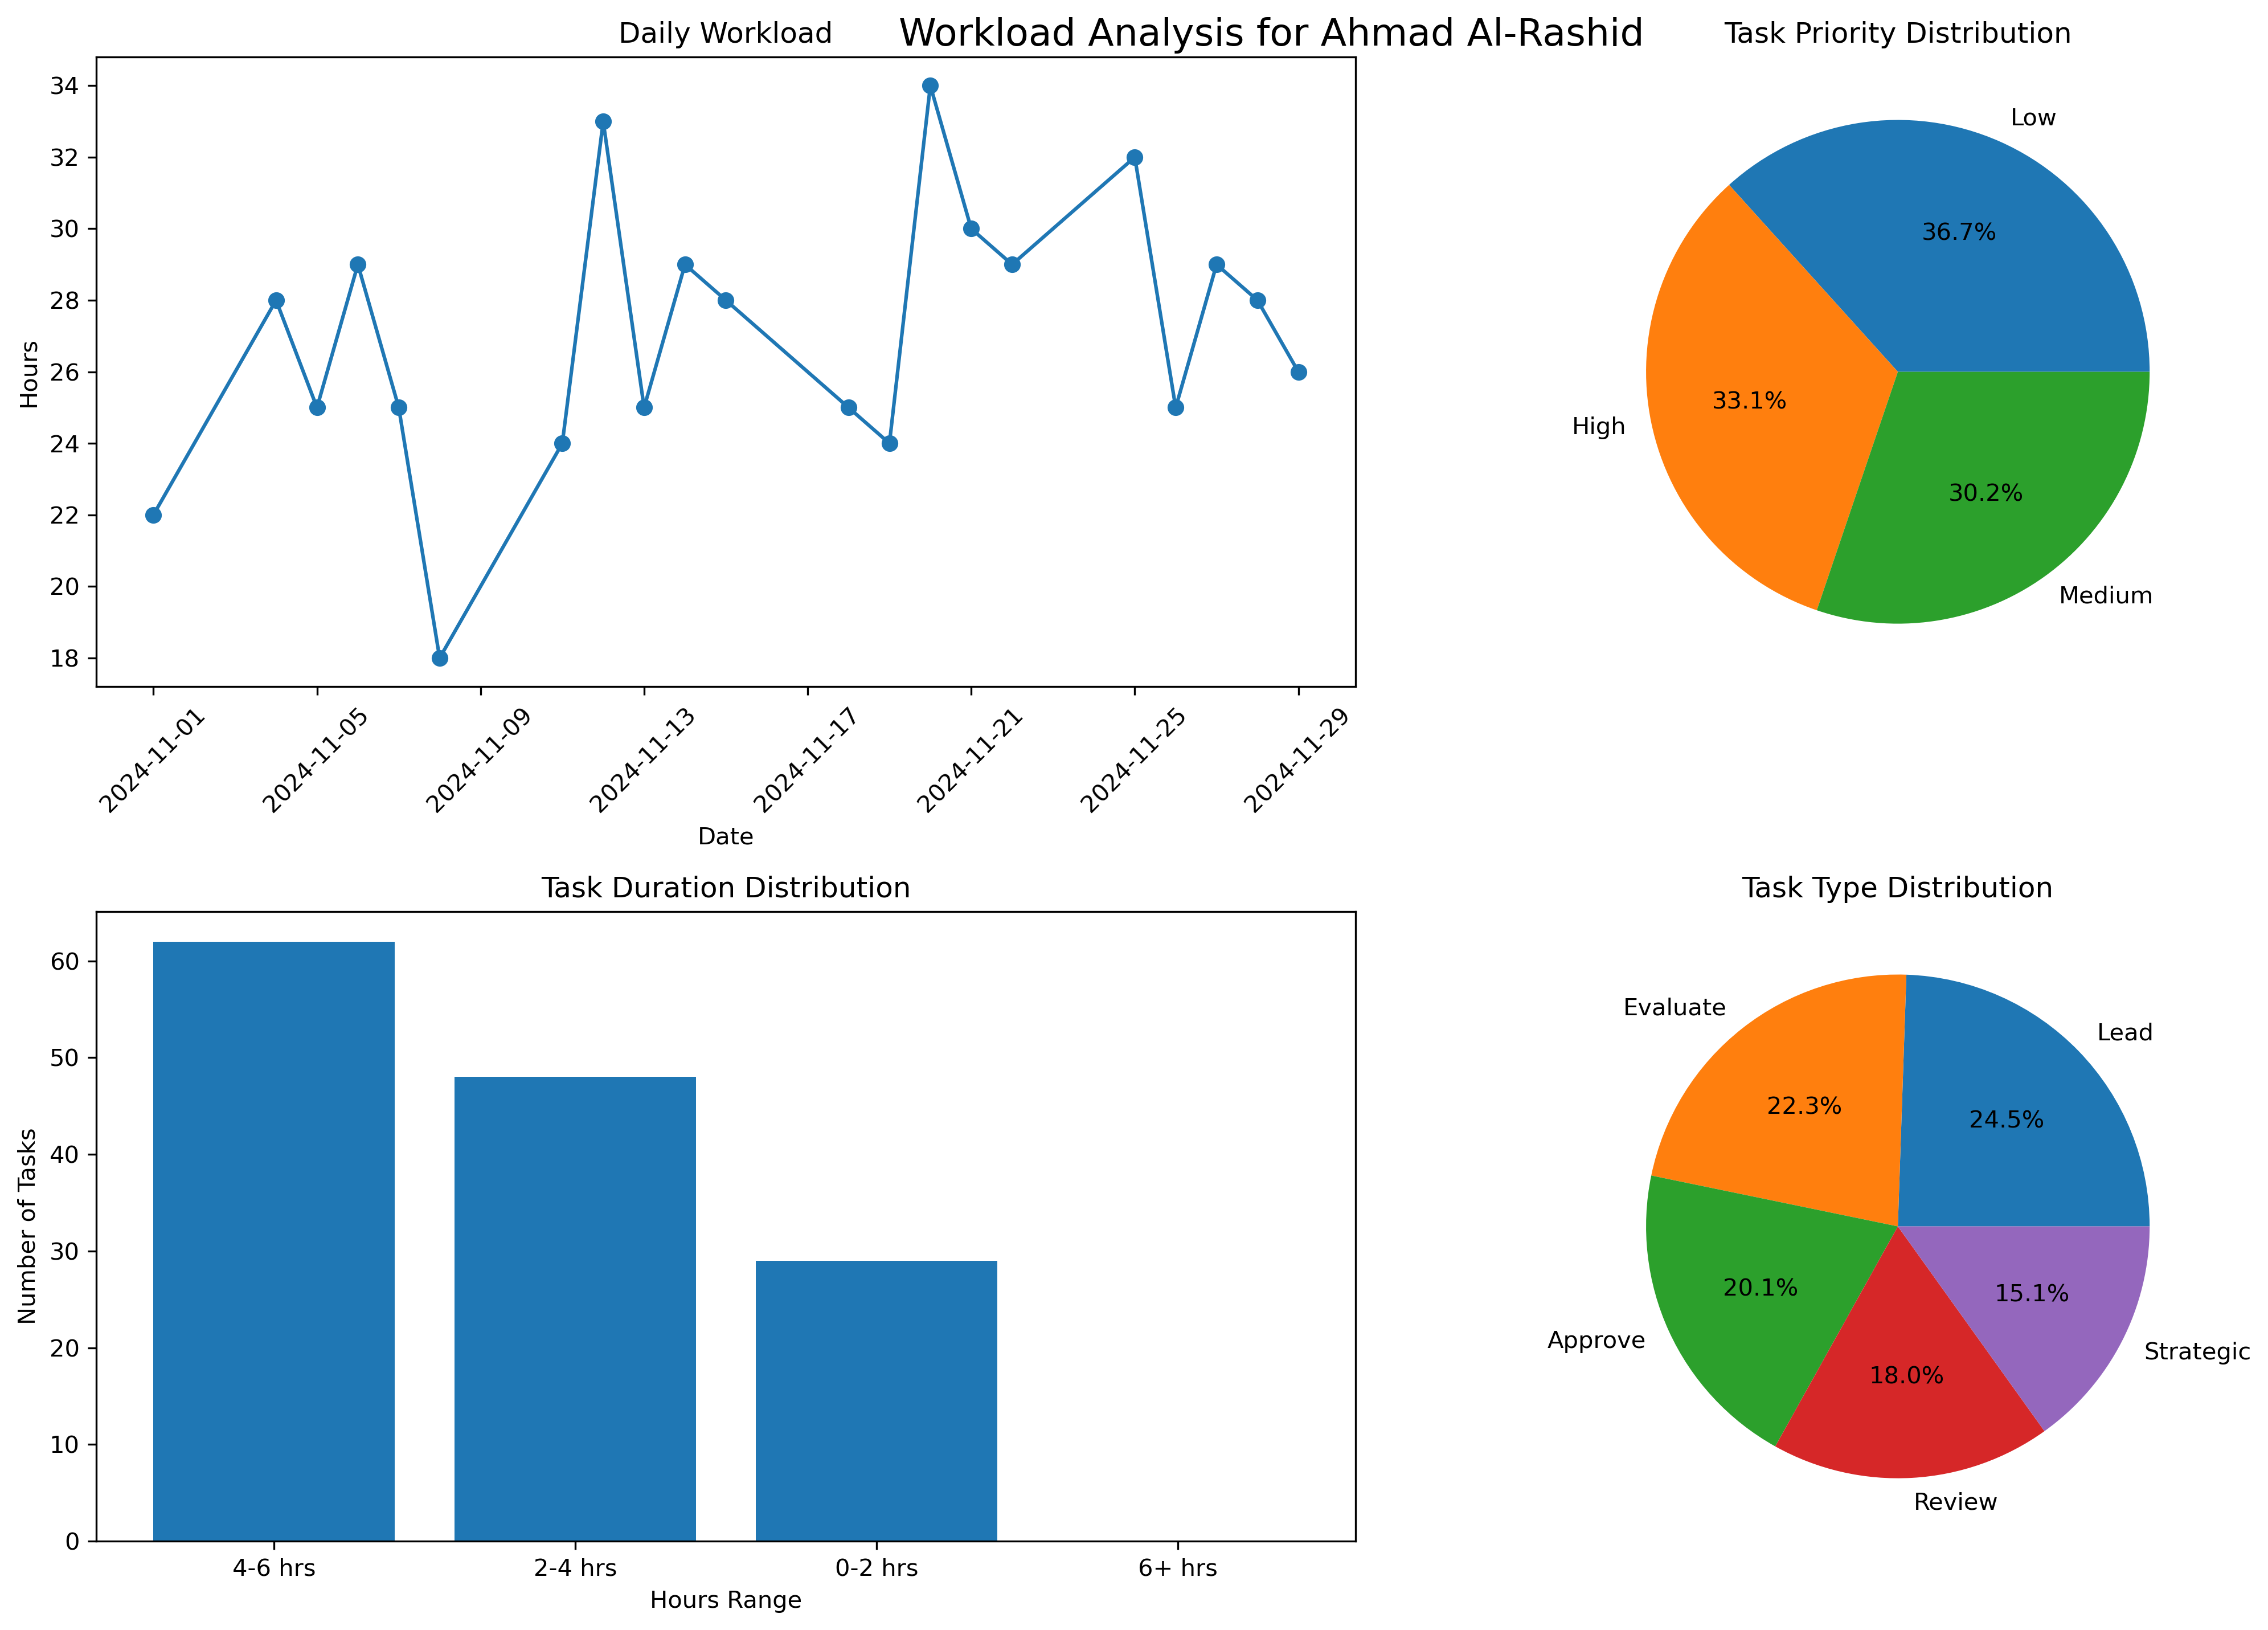 Workload Analysis for Ahmad Al-Rashid
Daily Workload
34
32
30
28
26
24
22
20
18
Hours
2024-11-01
2024-11-05
2024-11-09
2024-11-13
2024-11-17
2024-11-21
2024-11-25
2024-11-29
Date
Task Priority Distribution
Low
36.7%
High
33.1%
Medium
30.2%
Task Duration Distribution
60
50
40
30
20
10
0
Number of Tasks
4-6 hrs
2-4 hrs
0-2 hrs
6+ hrs
Hours Range
Task Type Distribution
Lead
24.5%
Evaluate
22.3%
Approve
20.1%
Review
18.0%
Strategic
15.1%